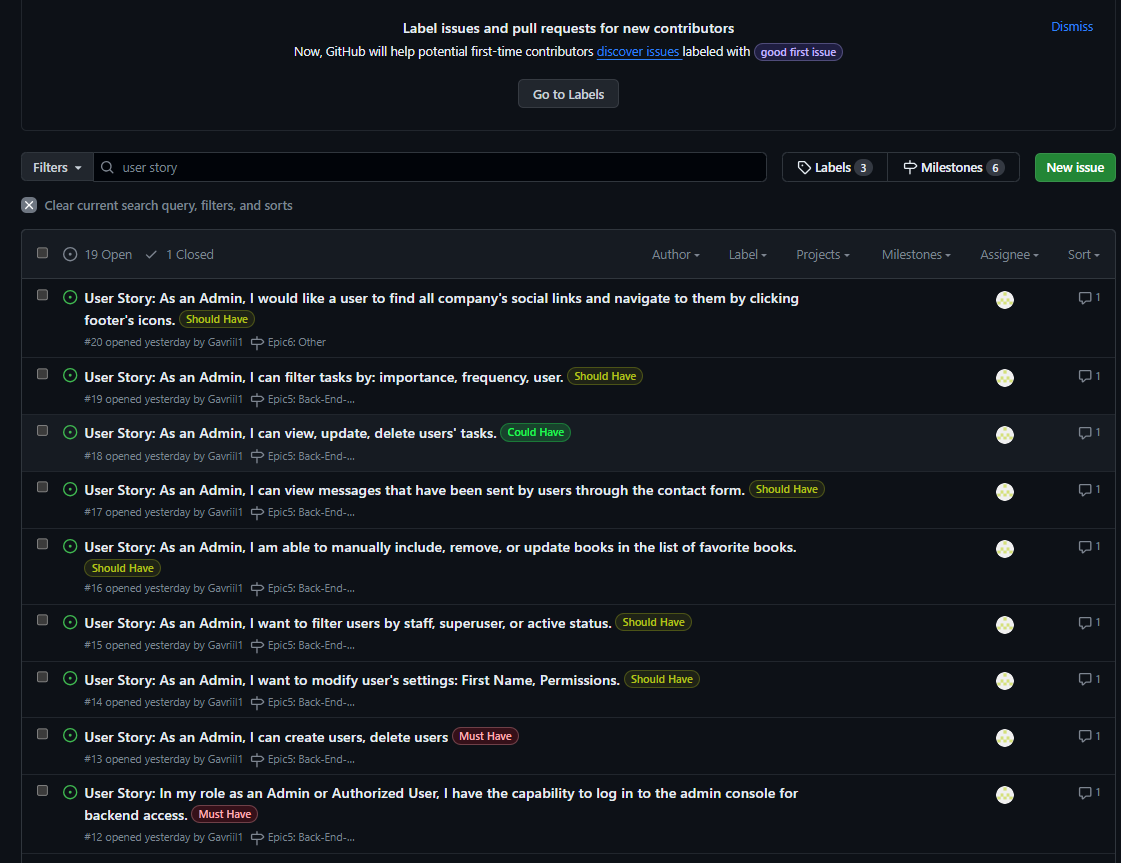 Label issues and pull requests for new contributors
Dismiss
Now, GitHub will help potential first-time contributors discover issues labeled with good first issue
Go to Labels
Filters user story Labels 3 Milestones 6 New issue
Clear current search query, filters, and sorts
19 Open 1 Closed Author Label Projects Milestones Assignee Sort
User Story: As an Admin, I would like a user to find all company's social links and navigate to them by clicking
footer's icons. Should Have
1
#20 opened yesterday by Gavriil1 Epic6: Other
User Story: As an Admin, I can filter tasks by: importance, frequency, user. Should Have 1
#19 opened yesterday by Gavriil1 Epic5: Back-End-...
User Story: As an Admin, I can view, update, delete users' tasks. Could Have 1
#18 opened yesterday by Gavriil1 Epic5: Back-End-...
User Story: As an Admin, I can view messages that have been sent by users through the contact form. Should Have 1
#17 opened yesterday by Gavriil1 Epic5: Back-End-...
User Story: As an Admin, I am able to manually include, remove, or update books in the list of favorite books. 1
Should Have
#16 opened yesterday by Gavriil1 Epic5: Back-End-...
User Story: As an Admin, I want to filter users by staff, superuser, or active status. Should Have 1
#15 opened yesterday by Gavriil1 Epic5: Back-End-...
User Story: As an Admin, I want to modify user's settings: First Name, Permissions. Should Have 1
#14 opened yesterday by Gavriil1 Epic5: Back-End-...
User Story: As an Admin, I can create users, delete users Must Have 1
#13 opened yesterday by Gavriil1 Epic5: Back-End-...
User Story: In my role as an Admin or Authorized User, I have the capability to log in to the admin console for 1
backend access. Must Have
#12 opened yesterday by Gavriil1 Epic5: Back-End-...